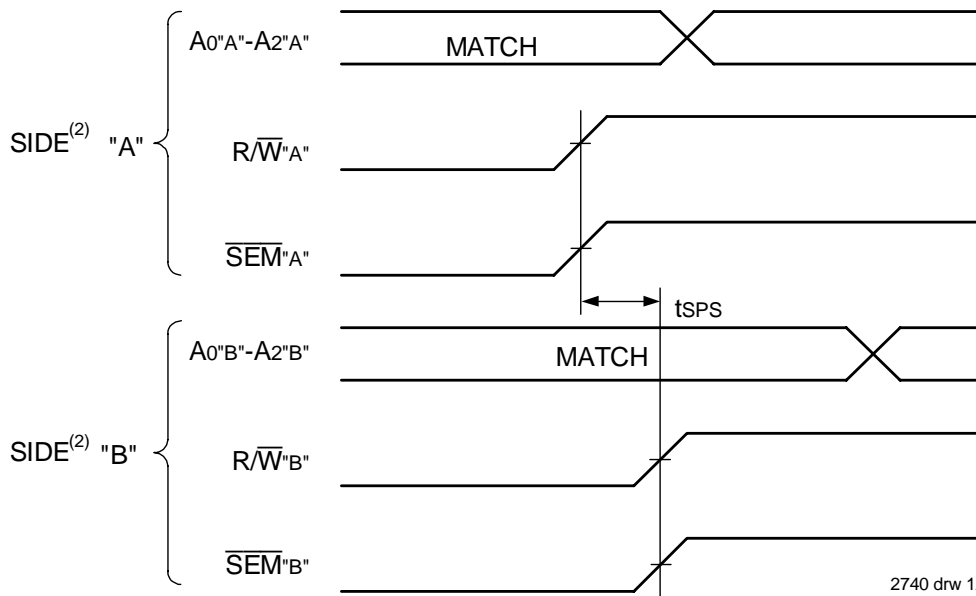 A0"A"-A2"A"
MATCH
SIDE(2) "A"
R/W"A"
SEM"A"
tSPS
A0"B"-A2"B"
MATCH
SIDE(2) "B"
R/W"B"
SEM"B"
2740 drw 1